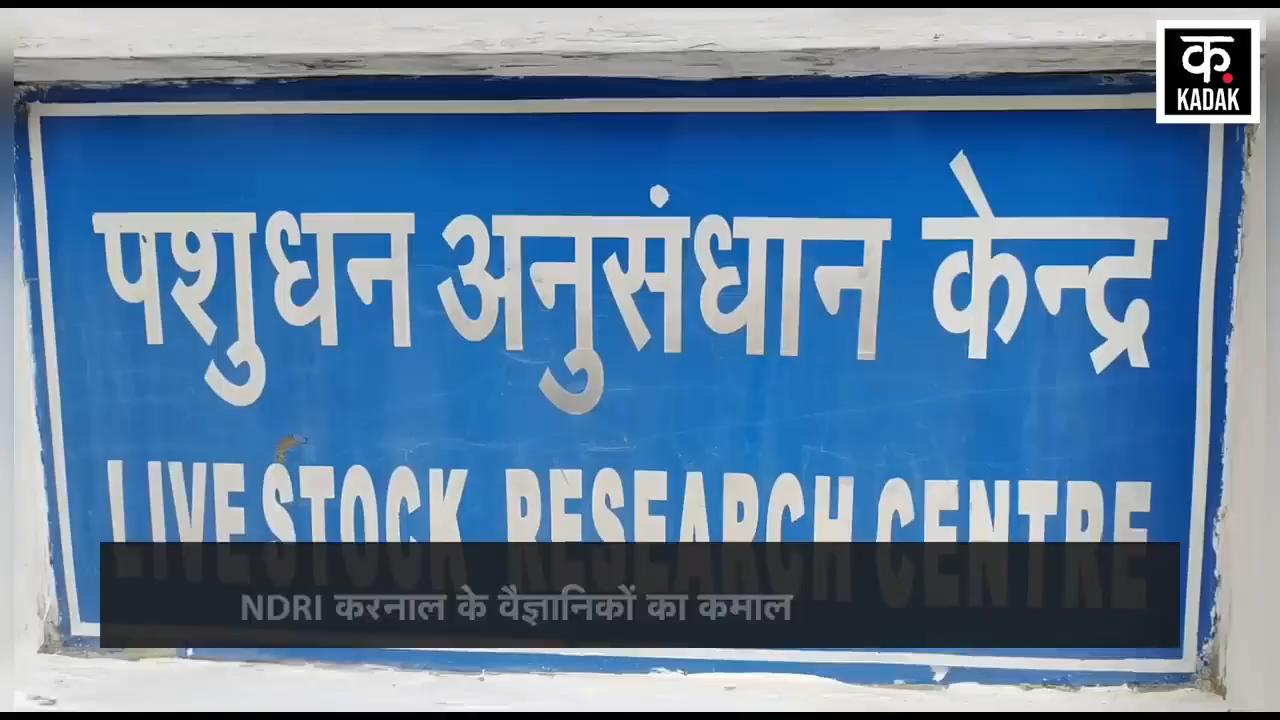 क.
KADAK
पशुधन अनुसंधान केन्द्र
LIVESTOCK RESEARCH CENTRE
NDRI करनाल के वैज्ञानिकों का कमाल